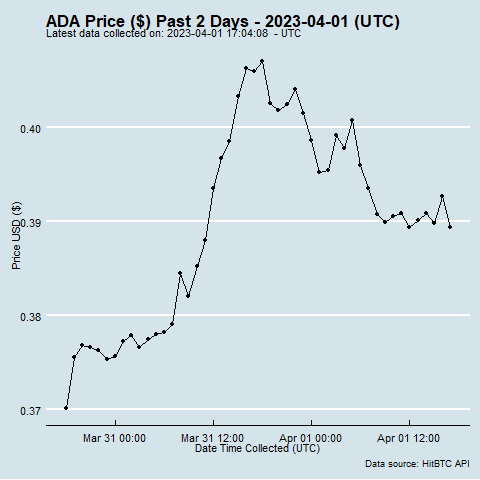 ADA Price ($) Past 2 Days - 2023-04-01 (UTC)
Latest data collected on: 2023-04-01 17:04:08 - UTC
Price USD ($)
0.40
0.39
0.38
0.37
Mar 31 00:00
Mar 31 12:00
Apr 01 00:00
Apr 01 12:00
Date Time Collected (UTC)
Data source: HitBTC API